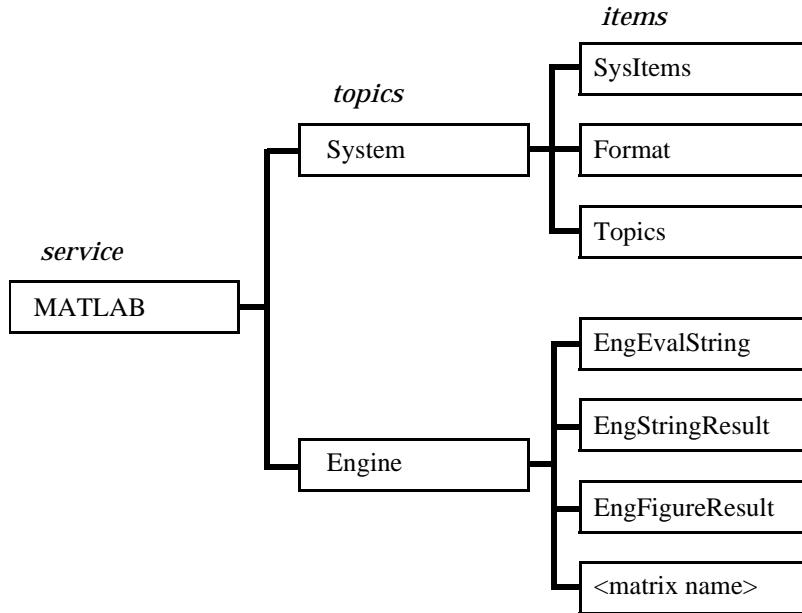 items
SysItems
topics
System
Format
Topics
service
MATLAB
EngEvalString
EngStringResult
Engine
EngFigureResult
<matrix name>